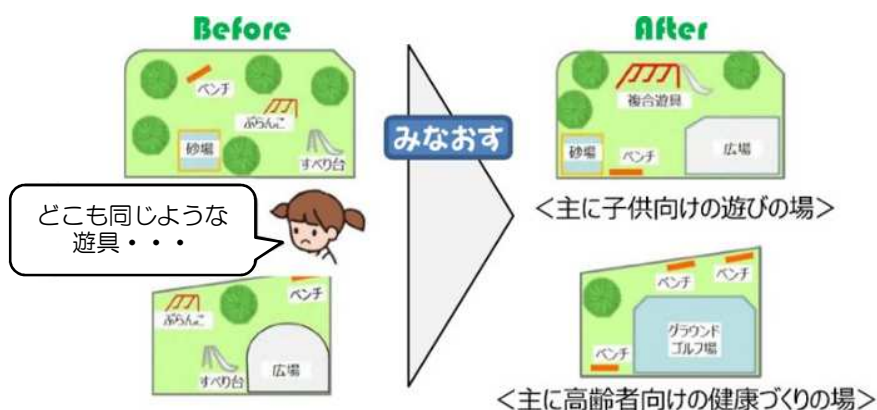 Before
ベンチ
ぶらんこ
砂場
すべり台
どこも同じような
遊具・・・
ベンチ
ぶらんこ
すべり台
広場
みなおす
After
複合遊具
砂場
ベンチ
広場
＜主に子供向けの遊びの場＞
ベンチ
ベンチ
グラウンド
ゴルフ場
ベンチ
＜主に高齢者向けの健康づくりの場＞